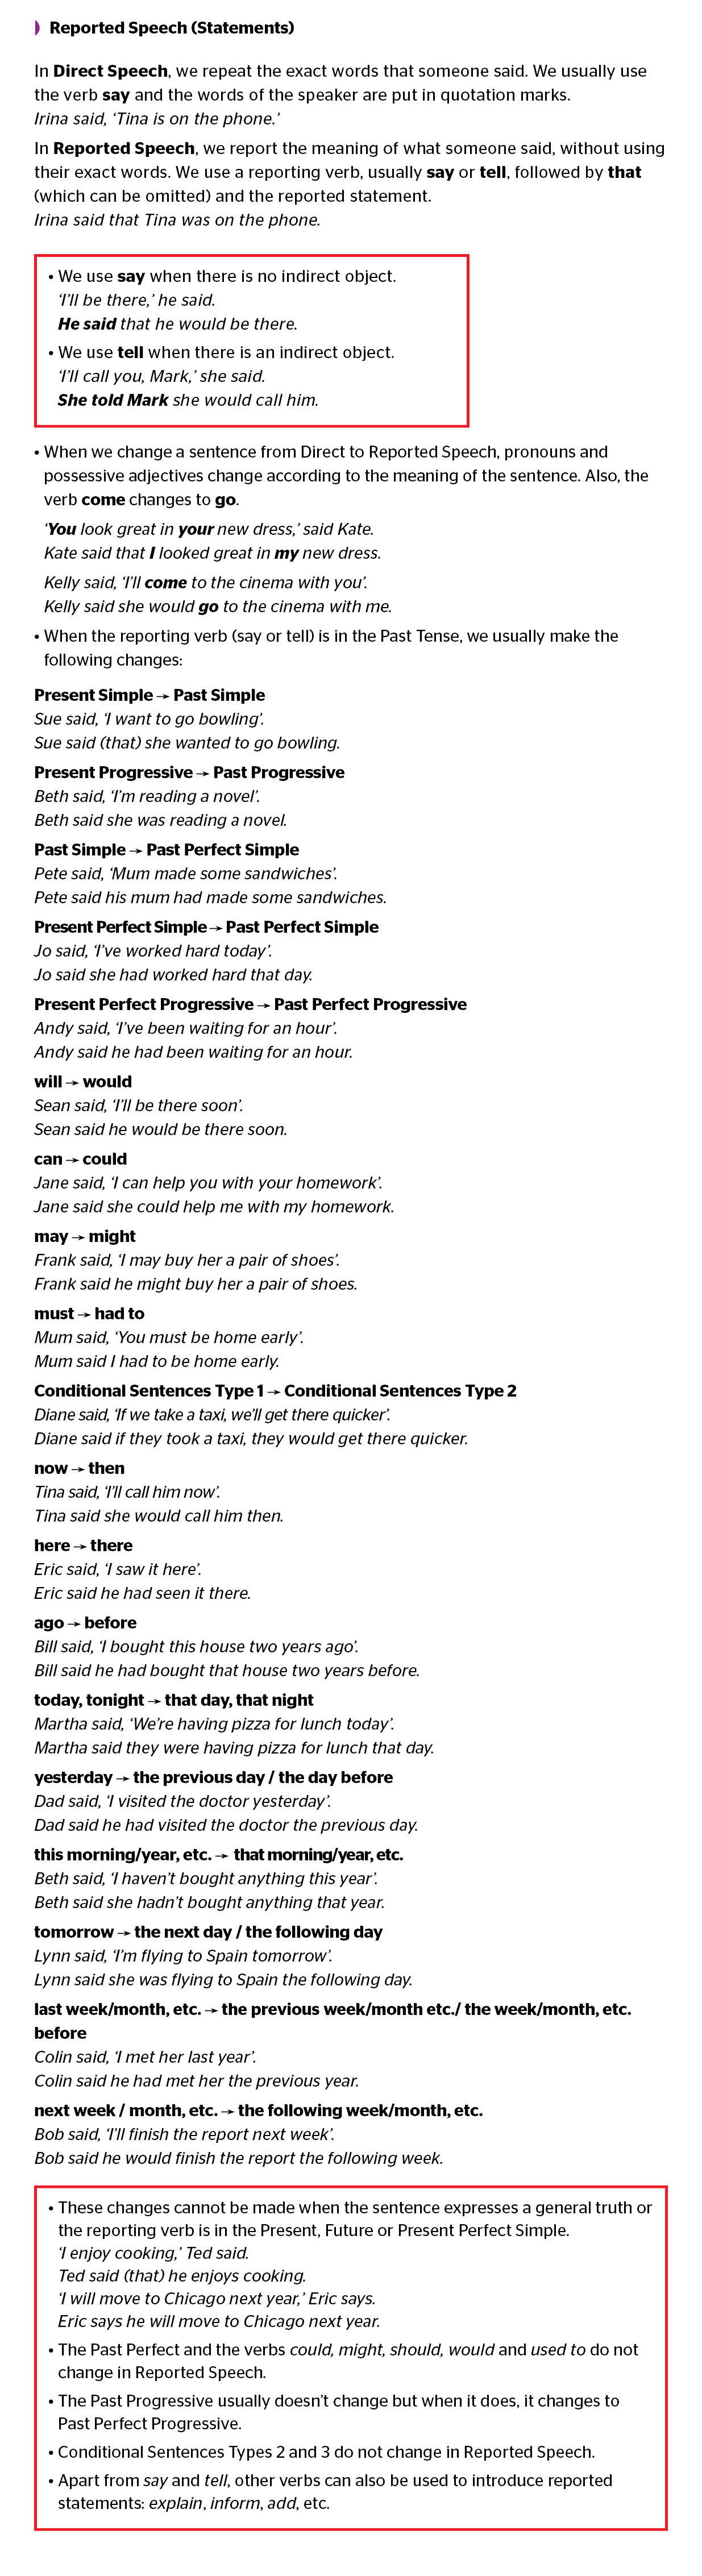 Reported Speech (Statements)
In Direct Speech, we repeat the exact words that someone said. We usually use
the verb say and the words of the speaker are put in quotation marks.
Irina said, ‘Tina is on the phone.’
In Reported Speech, we report the meaning of what someone said, without using
their exact words. We use a reporting verb, usually say or tell, followed by that
(which can be omitted) and the reported statement.
Irina said that Tina was on the phone.
• We use say when there is no indirect object.
‘I’ll be there,’ he said.
He said that he would be there.
• We use tell when there is an indirect object.
‘I’ll call you, Mark,’ she said.
She told Mark she would call him.
• When we change a sentence from Direct to Reported Speech, pronouns and
possessive adjectives change according to the meaning of the sentence. Also, the
verb come changes to go.
‘You look great in your new dress,’ said Kate.
Kate said that I looked great in my new dress.
Kelly said, ‘I’ll come to the cinema with you’.
Kelly said she would go to the cinema with me.
• When the reporting verb (say or tell) is in the Past Tense, we usually make the
following changes:
Present Simple → Past Simple
Sue said, ‘I want to go bowling’.
Sue said (that) she wanted to go bowling.
Present Progressive → Past Progressive
Beth said, ‘I’m reading a novel’.
Beth said she was reading a novel.
Past Simple → Past Perfect Simple
Pete said, ‘Mum made some sandwiches’.
Pete said his mum had made some sandwiches.
Present Perfect Simple → Past Perfect Simple
Jo said, ‘I’ve worked hard today’.
Jo said she had worked hard that day.
Present Perfect Progressive → Past Perfect Progressive
Andy said, ‘I’ve been waiting for an hour’.
Andy said he had been waiting for an hour.
will → would
Sean said, ‘I’ll be there soon’.
Sean said he would be there soon.
can → could
Jane said, ‘I can help you with your homework’.
Jane said she could help me with my homework.
may → might
Frank said, ‘I may buy her a pair of shoes’.
Frank said he might buy her a pair of shoes.
must → had to
Mum said, ‘You must be home early’.
Mum said I had to be home early.
Conditional Sentences Type 1 → Conditional Sentences Type 2
Diane said, ‘If we take a taxi, we’ll get there quicker’.
Diane said if they took a taxi, they would get there quicker.
now → then
Tina said, ‘I’ll call him now’.
Tina said she would call him then.
here → there
Eric said, ‘I saw it here’.
Eric said he had seen it there.
ago → before
Bill said, ‘I bought this house two years ago’.
Bill said he had bought that house two years before.
today, tonight → that day, that night
Martha said, ‘We’re having pizza for lunch today’.
Martha said they were having pizza for lunch that day.
yesterday → the previous day / the day before
Dad said, ‘I visited the doctor yesterday’.
Dad said he had visited the doctor the previous day.
this morning/year, etc. → that morning/year, etc.
Beth said, ‘I haven’t bought anything this year’.
Beth said she hadn’t bought anything that year.
tomorrow → the next day / the following day
Lynn said, ‘I’m flying to Spain tomorrow’.
Lynn said she was flying to Spain the following day.
last week/month, etc. → the previous week/month etc./ the week/month, etc.
before
Colin said, ‘I met her last year’.
Colin said he had met her the previous year.
next week / month, etc. → the following week/month, etc.
Bob said, ‘I’ll finish the report next week’.
Bob said he would finish the report the following week.
• These changes cannot be made when the sentence expresses a general truth or
the reporting verb is in the Present, Future or Present Perfect Simple.
‘I enjoy cooking,’ Ted said.
Ted said (that) he enjoys cooking.
‘I will move to Chicago next year,’ Eric says.
Eric says he will move to Chicago next year.
• The Past Perfect and the verbs could, might, should, would and used to do not
change in Reported Speech.
• The Past Progressive usually doesn’t change but when it does, it changes to
Past Perfect Progressive.
• Conditional Sentences Types 2 and 3 do not change in Reported Speech.
• Apart from say and tell, other verbs can also be used to introduce reported
statements: explain, inform, add, etc.